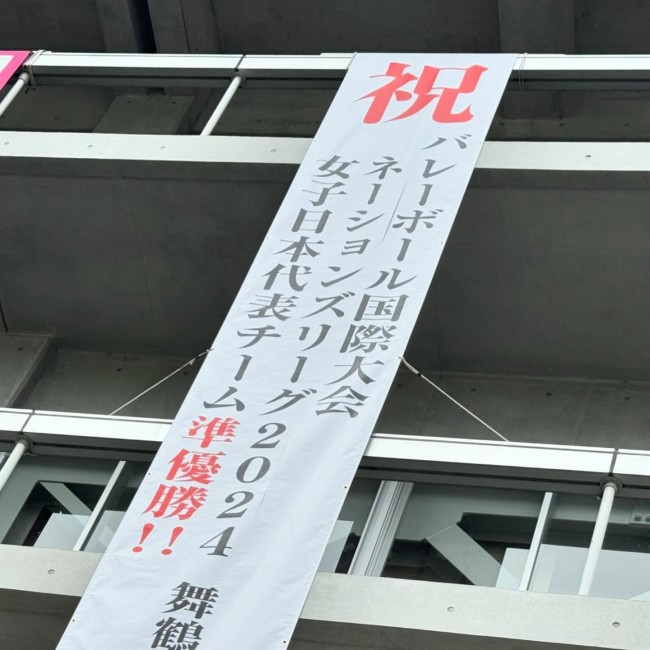 祝
バレーボール国際大会
ネーションズリーグ2024
女子日本代表チーム準優勝!!
舞鶴